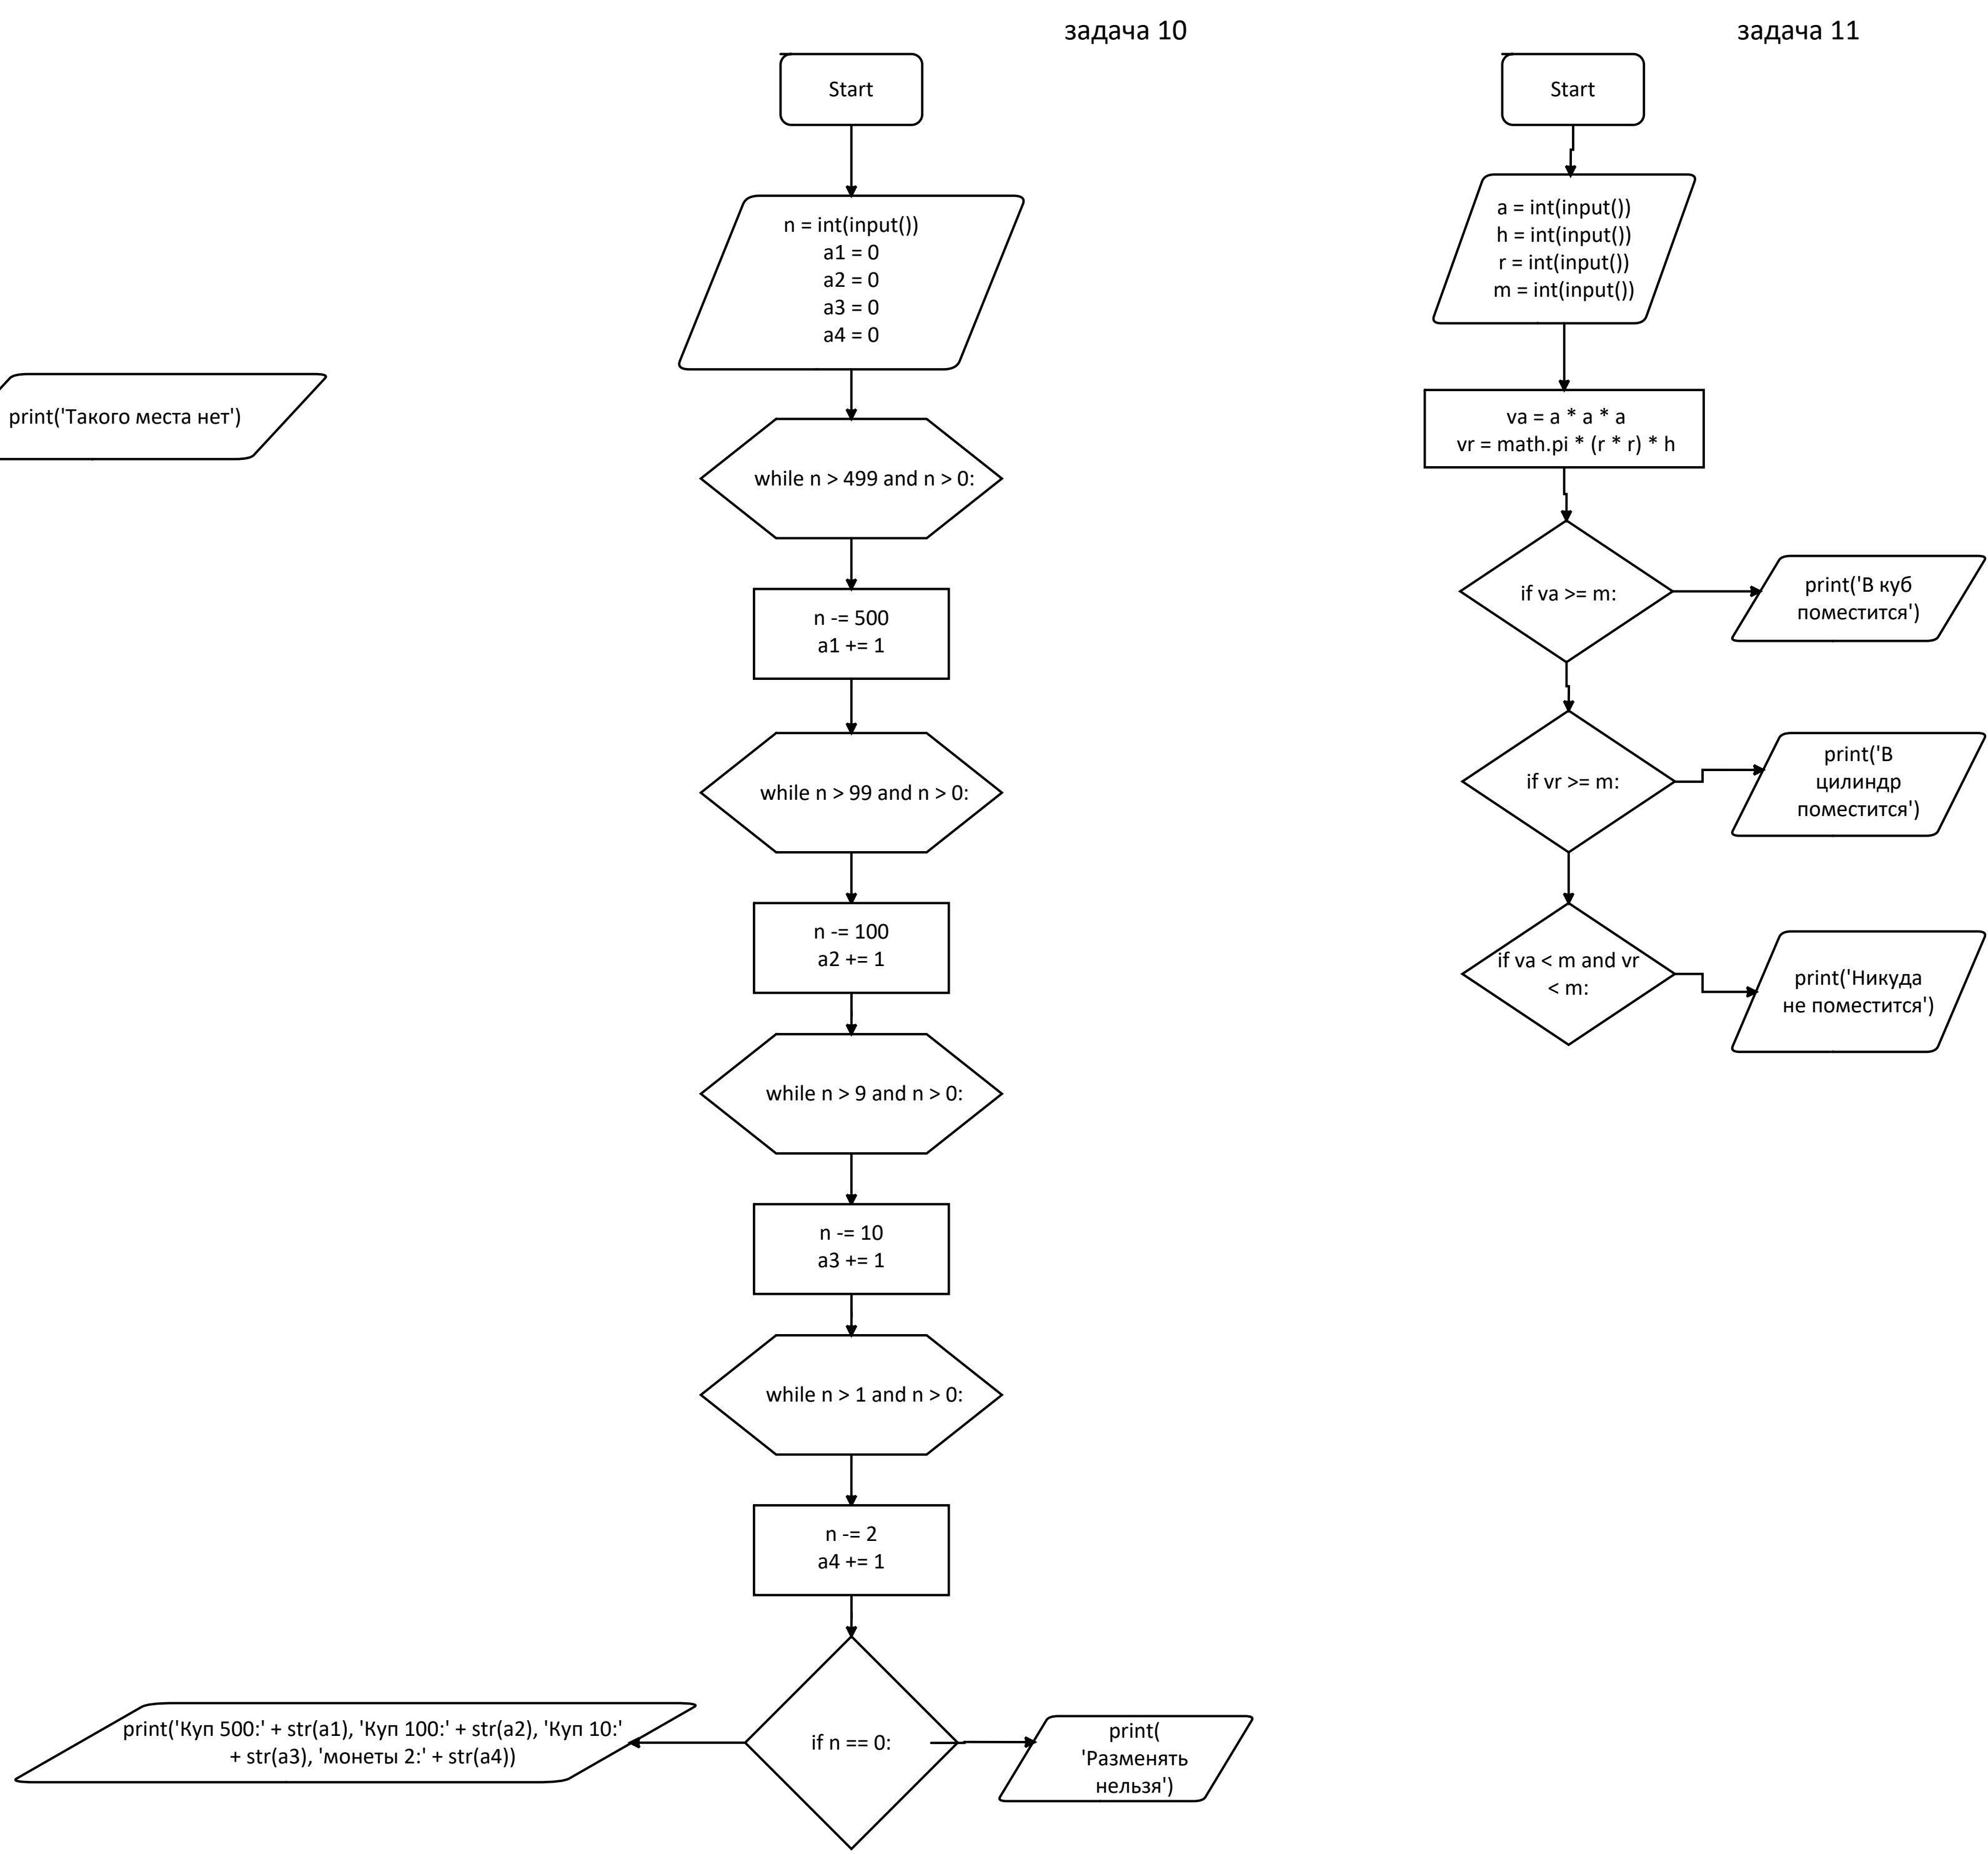 задача 10
Start
n = int(input())
a1 = 0
a2 = 0
a3 = 0
a4 = 0
print('Такого места нет')
while n > 499 and n > 0:
n -= 500
a1 += 1
while n > 99 and n > 0:
n -= 100
a2 += 1
while n > 9 and n > 0:
n -= 10
a3 += 1
while n > 1 and n > 0:
n -= 2
a4 += 1
if n == 0:
print('Куп 500:' + str(a1), 'Куп 100:' + str(a2), 'Куп 10:'
+ str(a3), 'монеты 2:' + str(a4))
print(
'Разменять
нельзя')
задача 11
Start
a = int(input())
h = int(input())
r = int(input())
m = int(input())
va = a * a * a
vr = math.pi * (r * r) * h
if va >= m:
print('В куб
поместится')
if vr >= m:
print('В
цилиндр
поместится')
if va < m and vr
< m:
print('Никуда
не поместится')